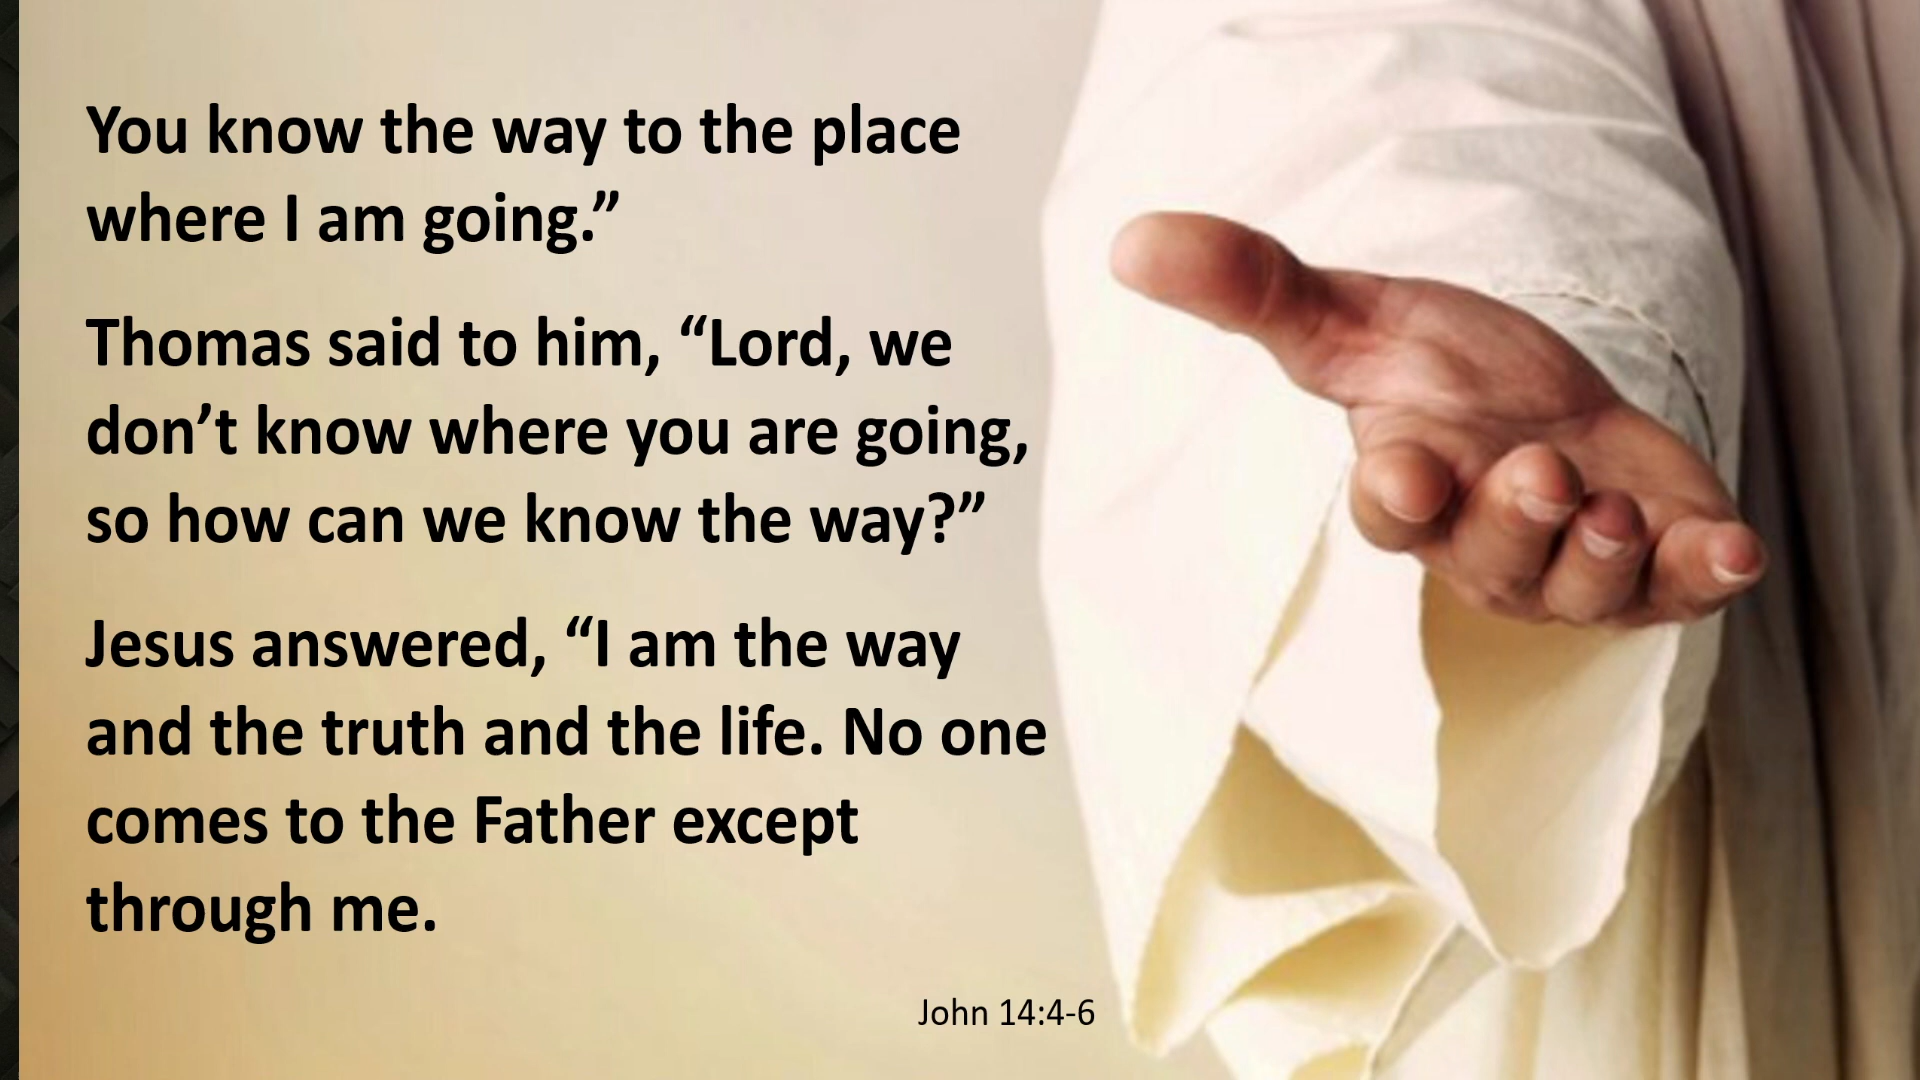 You know the way to the place
where I am going.”
Thomas said to him, “Lord, we
don’t know where you are going,
so how can we know the way?”
Jesus answered, “I am the way
and the truth and the life. No one
comes to the Father except
through me.
John 14:4-6